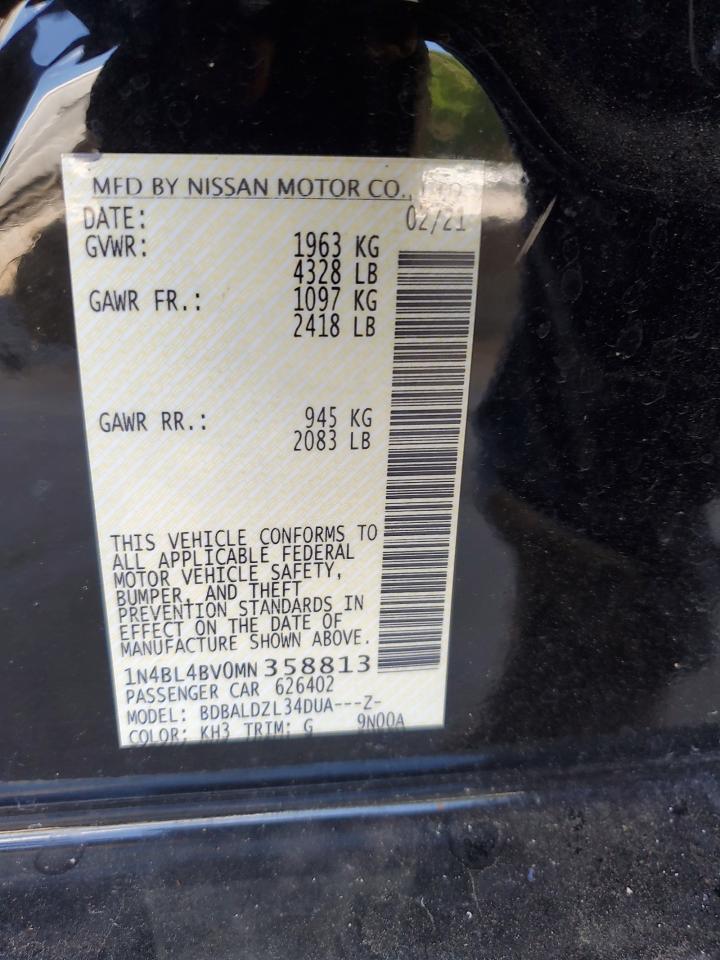 MFD BY NISSAN MOTOR CO., LTD.
DATE: 02/21
GVWR: 1963 KG
4328 LB
GAWR FR.: 1097 KG
2418 LB
GAWR RR.: 945 KG
2083 LB
THIS VEHICLE CONFORMS TO
ALL APPLICABLE FEDERAL
MOTOR VEHICLE SAFETY,
BUMPER, AND THEFT
PREVENTION STANDARDS IN
EFFECT ON THE DATE OF
MANUFACTURE SHOWN ABOVE.
1N4BL4BV0MN358813
PASSENGER CAR 626402
MODEL: BDBALDZL34DUA---Z-
COLOR: KH3 TRIM: G 9N00A